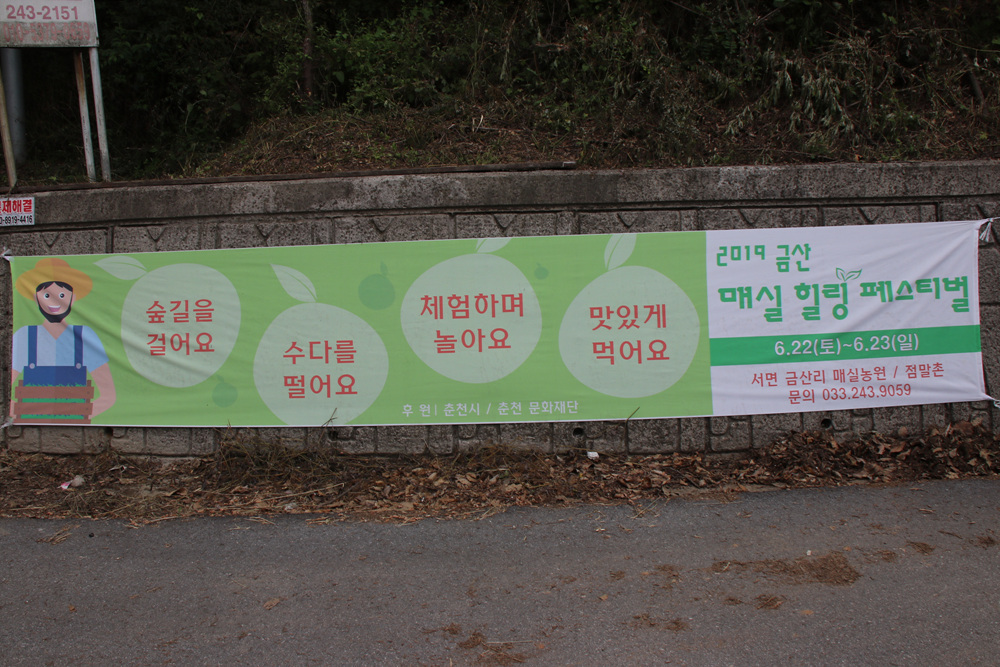 243-2151
제해결
0-8919-4416
숲길을
걸어요
수다를
떨어요
체험하며
놀아요
맛있게
먹어요
후 원 | 춘천시 / 춘천 문화재단
2019 금산
매실 힐링 페스티벌
6.22(토)~6.23(일)
서면 금산리 매실농원 / 점말촌
문의 033.243.9059